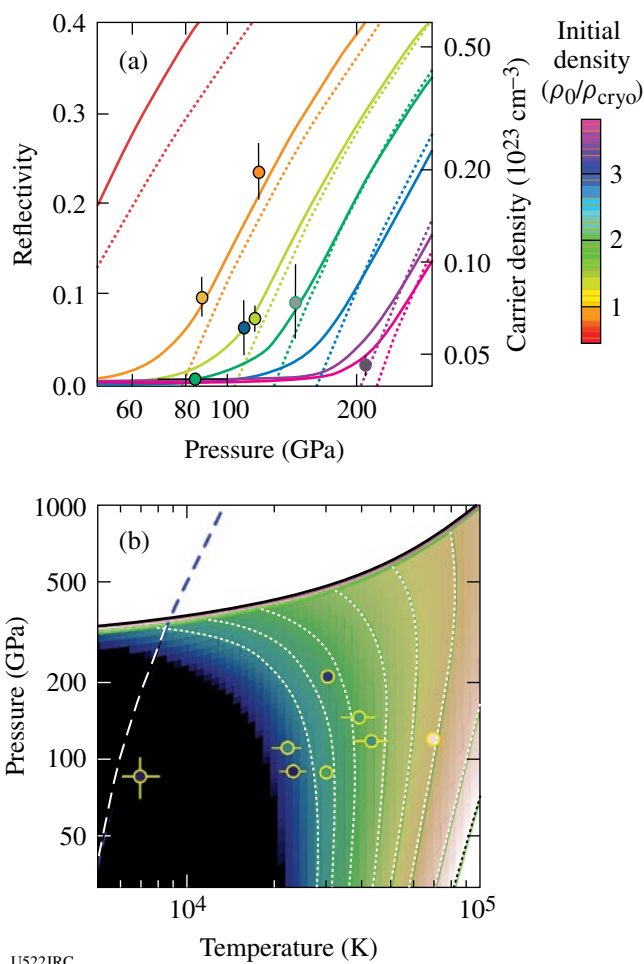 (a)
Reflectivity
0.4
0.3
0.2
0.1
0.0
60
80
100
200
Pressure (GPa)
0.60
0.20
0.10
0.05
Carrier density (10²³ cm⁻³)
Initial
density
(ρ₀/ρcryo)
3
2
1
(b)
Pressure (GPa)
1000
500
200
100
50
10⁴
10⁵
Temperature (K)
U522JRC